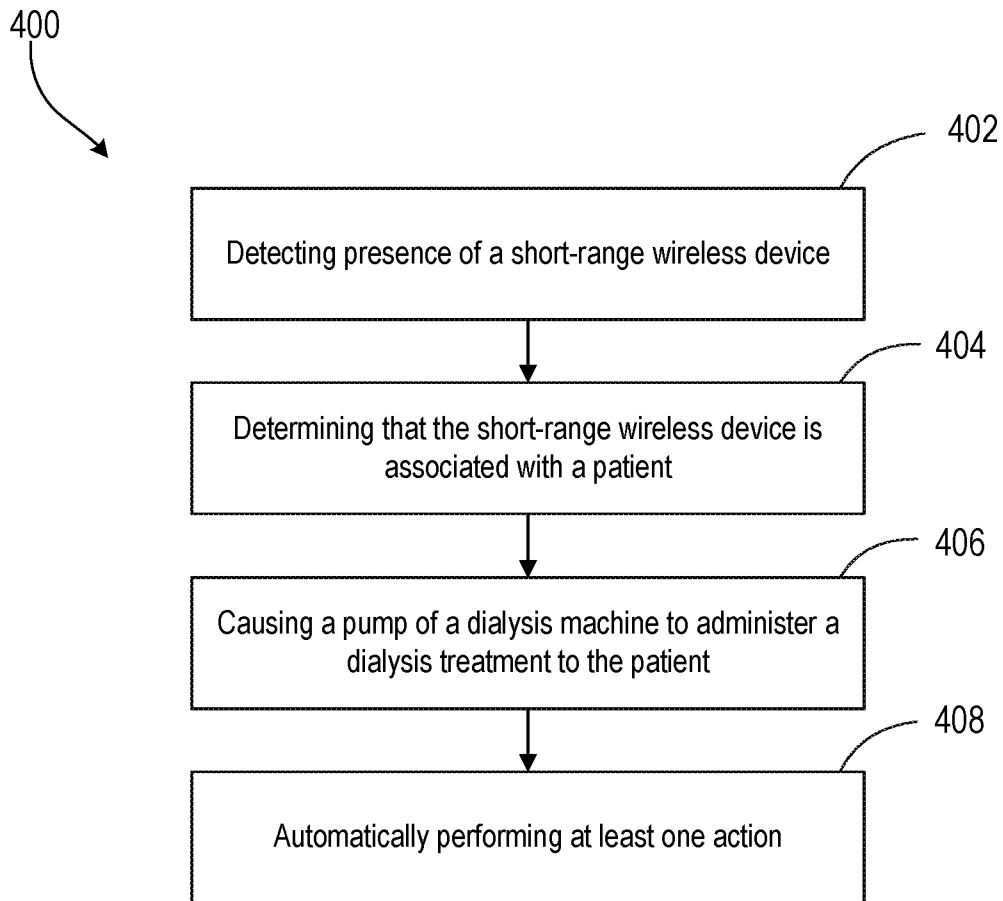 400
402
Detecting presence of a short-range wireless device
404
Determining that the short-range wireless device is
associated with a patient
406
Causing a pump of a dialysis machine to administer a
dialysis treatment to the patient
408
Automatically performing at least one action